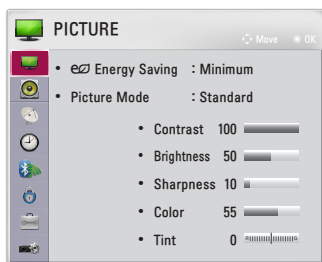 PICTURE
Move OK
• eco Energy Saving : Minimum
• Picture Mode : Standard
• Contrast 100
• Brightness 50
• Sharpness 10
• Color 55
• Tint 0